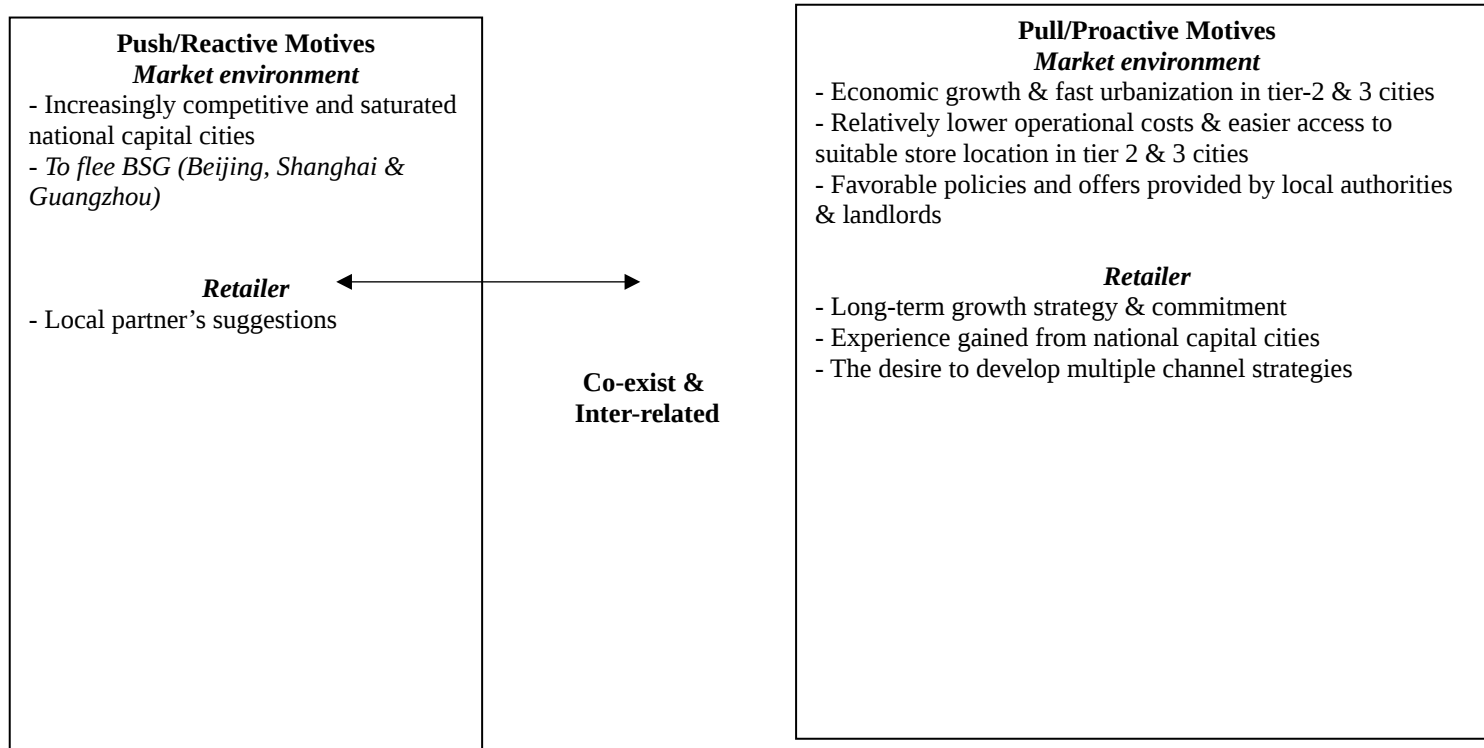 Push/Reactive Motives
Market environment
- Increasingly competitive and saturated
national capital cities
- To flee BSG (Beijing, Shanghai &
Guangzhou)
Retailer
- Local partner’s suggestions
Co-exist &
Inter-related
Pull/Proactive Motives
Market environment
- Economic growth & fast urbanization in tier-2 & 3 cities
- Relatively lower operational costs & easier access to
suitable store location in tier 2 & 3 cities
- Favorable policies and offers provided by local authorities
& landlords
Retailer
- Long-term growth strategy & commitment
- Experience gained from national capital cities
- The desire to develop multiple channel strategies